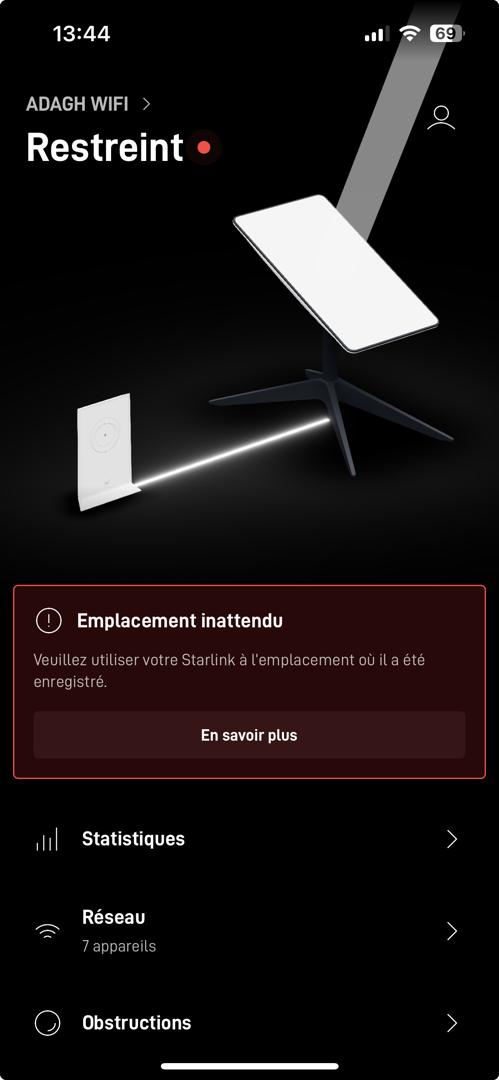 13:44
69
ADAGH WIFI
Restreint
Emplacement inattendu
Veuillez utiliser votre Starlink à l'emplacement où il a été
enregistré.
En savoir plus
Statistiques
Réseau
7 appareils
Obstructions